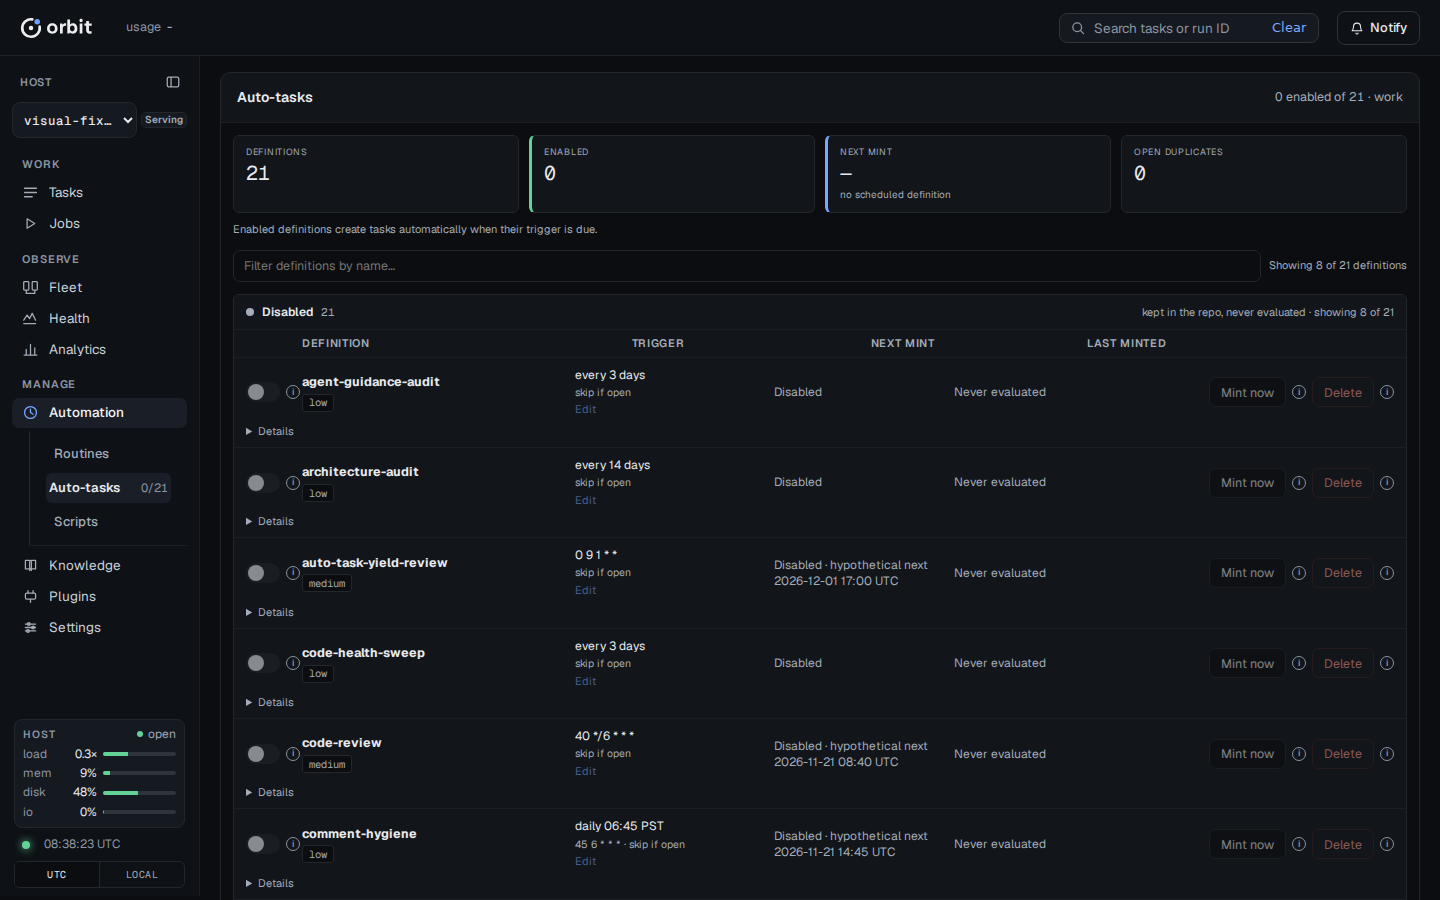 orbit
usage –
Search tasks or run ID
Clear
Notify
HOST
visual-fix…
Serving
WORK
Tasks
Jobs
OBSERVE
Fleet
Health
Analytics
MANAGE
Automation
Routines
Auto-tasks 0/21
Scripts
Knowledge
Plugins
Settings
HOST open
load 0.3×
mem 9%
disk 48%
io 0%
08:38:23 UTC
UTC LOCAL
Auto-tasks
0 enabled of 21 · work
DEFINITIONS
21
ENABLED
0
NEXT MINT
—
no scheduled definition
OPEN DUPLICATES
0
Enabled definitions create tasks automatically when their trigger is due.
Filter definitions by name…
Showing 8 of 21 definitions
Disabled 21
kept in the repo, never evaluated · showing 8 of 21
DEFINITION TRIGGER NEXT MINT LAST MINTED
agent-guidance-audit
low
every 3 days
skip if open
Edit
Disabled
Never evaluated
Mint now
Delete
Details
architecture-audit
low
every 14 days
skip if open
Edit
Disabled
Never evaluated
Mint now
Delete
Details
auto-task-yield-review
medium
0 9 1 * *
skip if open
Edit
Disabled · hypothetical next
2026-12-01 17:00 UTC
Never evaluated
Mint now
Delete
Details
code-health-sweep
low
every 3 days
skip if open
Edit
Disabled
Never evaluated
Mint now
Delete
Details
code-review
medium
40 */6 * * *
skip if open
Edit
Disabled · hypothetical next
2026-11-21 08:40 UTC
Never evaluated
Mint now
Delete
Details
comment-hygiene
low
daily 06:45 PST
45 6 * * * · skip if open
Edit
Disabled · hypothetical next
2026-11-21 14:45 UTC
Never evaluated
Mint now
Delete
Details